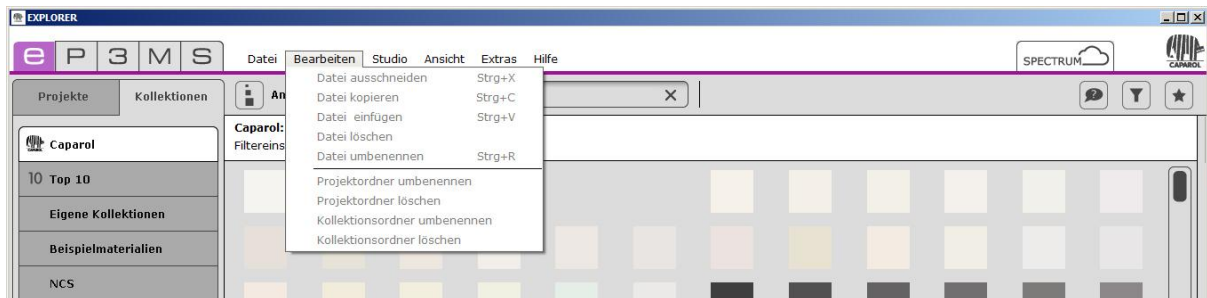 EXPLORER
e P 3 M S
Datei Bearbeiten Studio Ansicht Extras Hilfe
SPECTRUM
CAPAROL
Projekte Kollektionen
An
Datei ausschneiden Strg+X
Datei kopieren Strg+C
Datei einfügen Strg+V
Datei löschen
Datei umbenennen Strg+R
Projektordner umbenennen
Projektordner löschen
Kollektionsordner umbenennen
Kollektionsordner löschen
Caparol:
Filtereins
Caparol
10 Top 10
Eigene Kollektionen
Beispielmaterialien
NCS